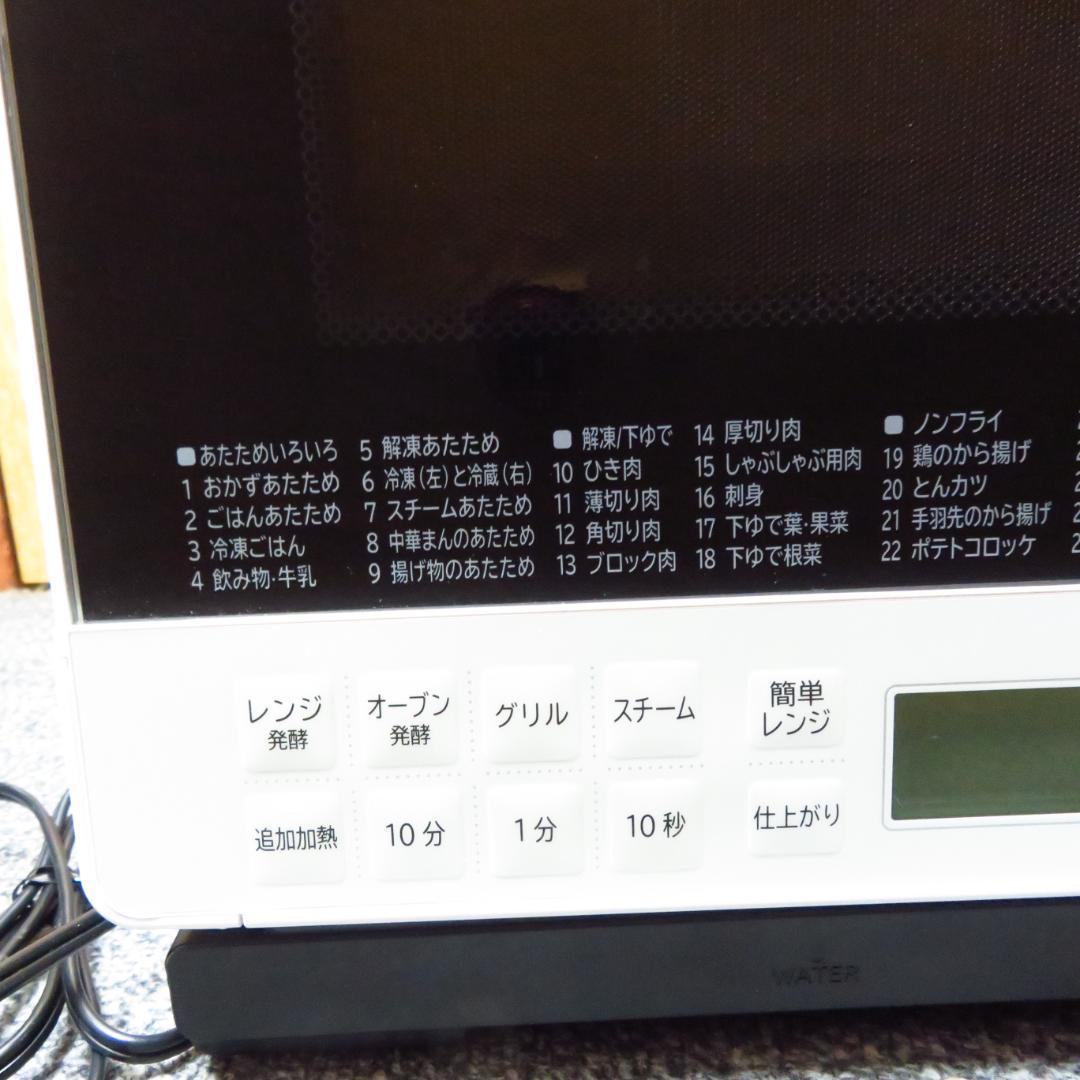 ■あたためいろいろ
1 おかずあたため
2 ごはんあたため
3 冷凍ごはん
4 飲み物・牛乳
5 解凍あたため
6 冷凍(左)と冷蔵(右)
7 スチームあたため
8 中華まんのあたため
9 揚げ物のあたため
■ 解凍/下ゆで
10 ひき肉
11 薄切り肉
12 角切り肉
13 ブロック肉
14 厚切り肉
15 しゃぶしゃぶ用肉
16 刺身
17 下ゆで葉・果菜
18 下ゆで根菜
■ ノンフライ
19 鶏のから揚げ
20 とんカツ
21 手羽先のから揚げ
22 ポテトコロッケ
レンジ
発酵
オーブン
発酵
グリル
スチーム
簡単
レンジ
追加加熱
10分
1分
10秒
仕上がり
WATER